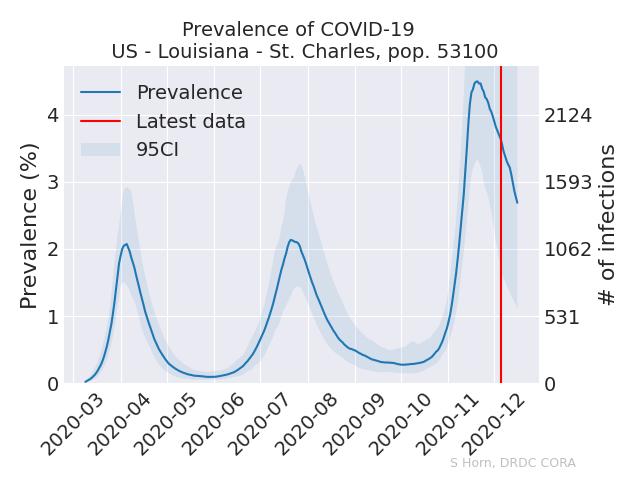 Prevalence of COVID-19
US - Louisiana - St. Charles, pop. 53100
Prevalence
Latest data
95CI
Prevalence (%)
4
3
2
1
0
2124
1593
1062
531
0
# of infections
2020-03
2020-04
2020-05
2020-06
2020-07
2020-08
2020-09
2020-10
2020-11
2020-12
S Horn, DRDC CORA